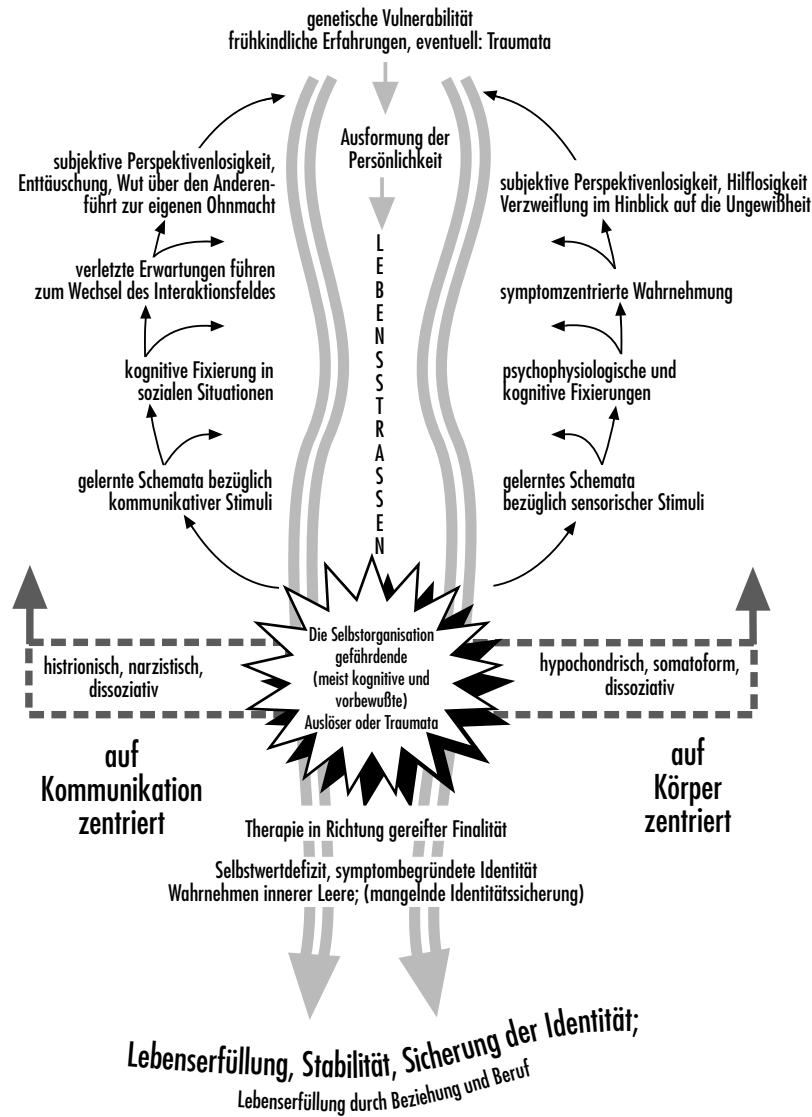 genetische Vulnerabilität
frühkindliche Erfahrungen, eventuell: Traumata
Ausformung der
Persönlichkeit
subjektive Perspektivenlosigkeit,
Enttäuschung, Wut über den Anderen-
führt zur eigenen Ohnmacht
verletzte Erwartungen führen
zum Wechsel des Interaktionsfeldes
kognitive Fixierung in
sozialen Situationen
gelernte Schemata bezüglich
kommunikativer Stimuli
LEBENSSTRASSEN
subjektive Perspektivenlosigkeit, Hilflosigkeit
Verzweiflung im Hinblick auf die Ungewißheit
symptomzentrierte Wahrnehmung
psychophysiologische und
kognitive Fixierungen
gelerntes Schemata
bezüglich sensorischer Stimuli
histrionisch, narzistisch,
dissoziativ
auf
Kommunikation
zentriert
Die Selbstorganisation
gefährdende
(meist kognitive und
vorbewußte)
Auslöser oder Traumata
hypochondrisch, somatoform,
dissoziativ
auf
Körper
zentriert
Therapie in Richtung gereifter Finalität
Selbstwertdefizit, symptombegründete Identität
Wahrnehmen innerer Leere; (mangelnde Identitätssicherung)
Lebenserfüllung, Stabilität, Sicherung der Identität;
Lebenserfüllung durch Beziehung und Beruf